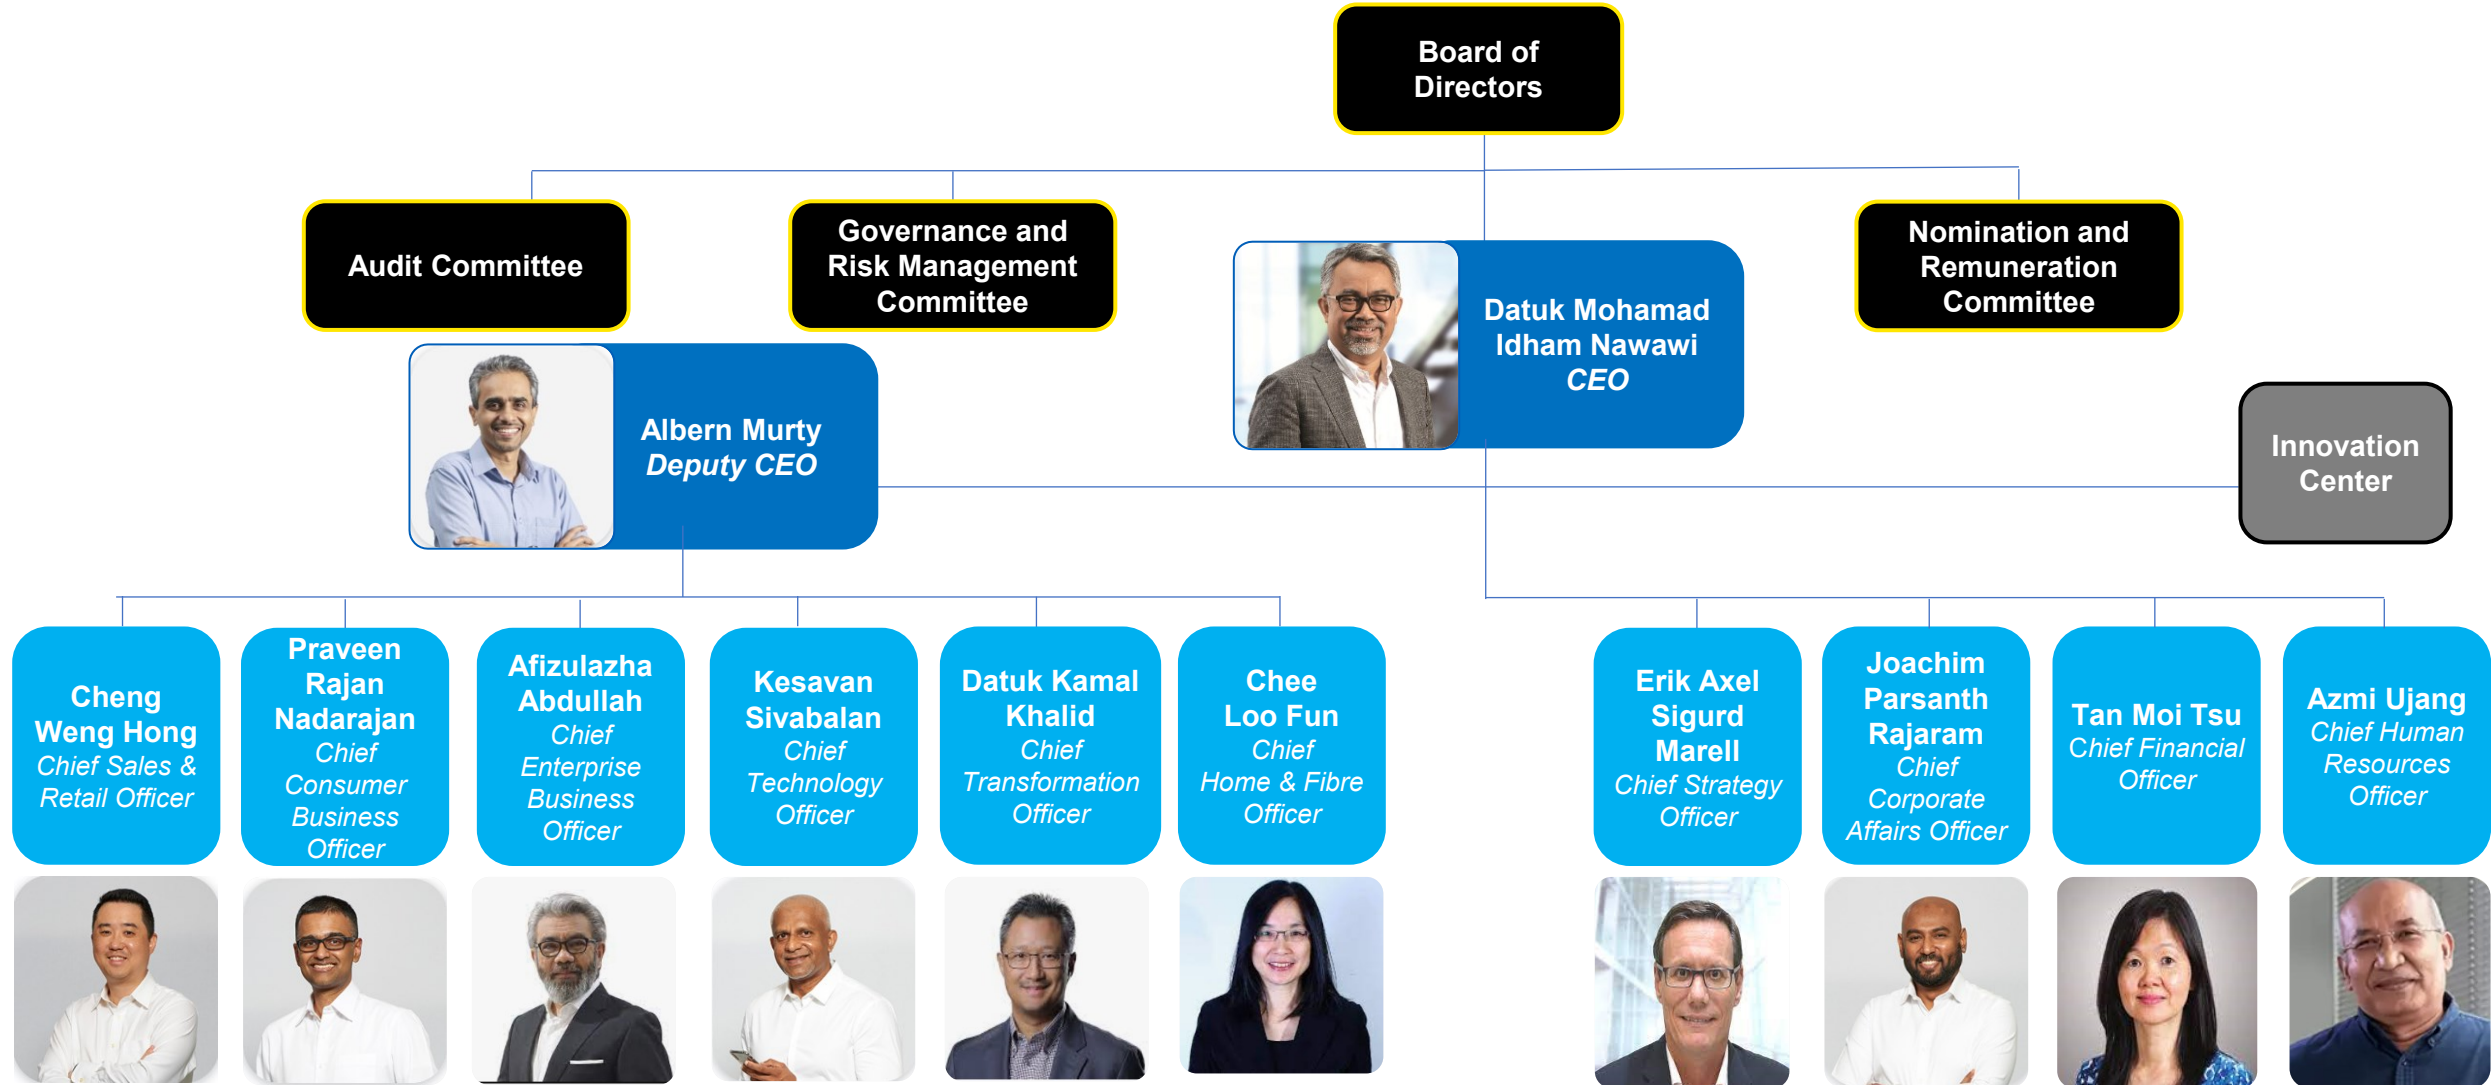 Board of
Directors
Audit Committee
Governance and
Risk Management
Committee
Nomination and
Remuneration
Committee
Datuk Mohamad
Idham Nawawi
CEO
Albern Murty
Deputy CEO
Innovation
Center
Cheng
Weng Hong
Chief Sales &
Retail Officer
Praveen
Rajan
Nadarajan
Chief
Consumer
Business
Officer
Afizulazha
Abdullah
Chief
Enterprise
Business
Officer
Kesavan
Sivabalan
Chief
Technology
Officer
Datuk Kamal
Khalid
Chief
Transformation
Officer
Chee
Loo Fun
Chief
Home & Fibre
Officer
Erik Axel
Sigurd
Marell
Chief Strategy
Officer
Joachim
Parsanth
Rajaram
Chief
Corporate
Affairs Officer
Tan Moi Tsu
Chief Financial
Officer
Azmi Ujang
Chief Human
Resources
Officer